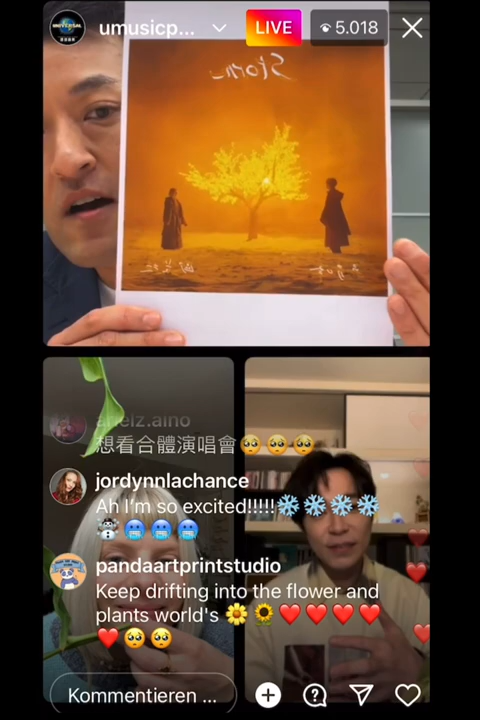 UNIVERSAL
umusicp...
LIVE
5.018
Storm
想看合體演唱會🥺🥺🥺
jordynnlachance
Ah I'm so excited!!!!!❄️❄️❄️❄️
☃️🥶🥶🥶
pandaartprintstudio
Keep drifting into the flower and
plants world's 🌼🌻❤️❤️❤️❤️
❤️🥺🥺
Kommentieren ...